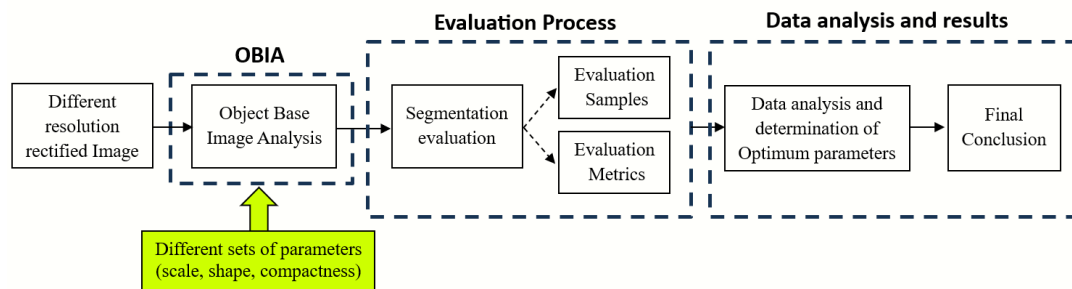 Evaluation Process
Data analysis and results
OBIA
Different
resolution
rectified Image
Object Base
Image Analysis
Segmentation
evaluation
Evaluation
Samples
Evaluation
Metrics
Data analysis and
determination of
Optimum parameters
Final
Conclusion
Different sets of parameters
(scale, shape, compactness)